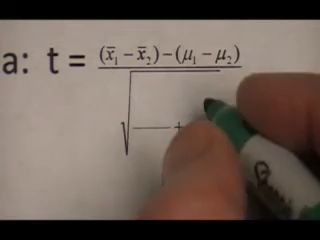 a: t = (x̄₁ − x̄₂) − (μ₁ − μ₂)
√ — +